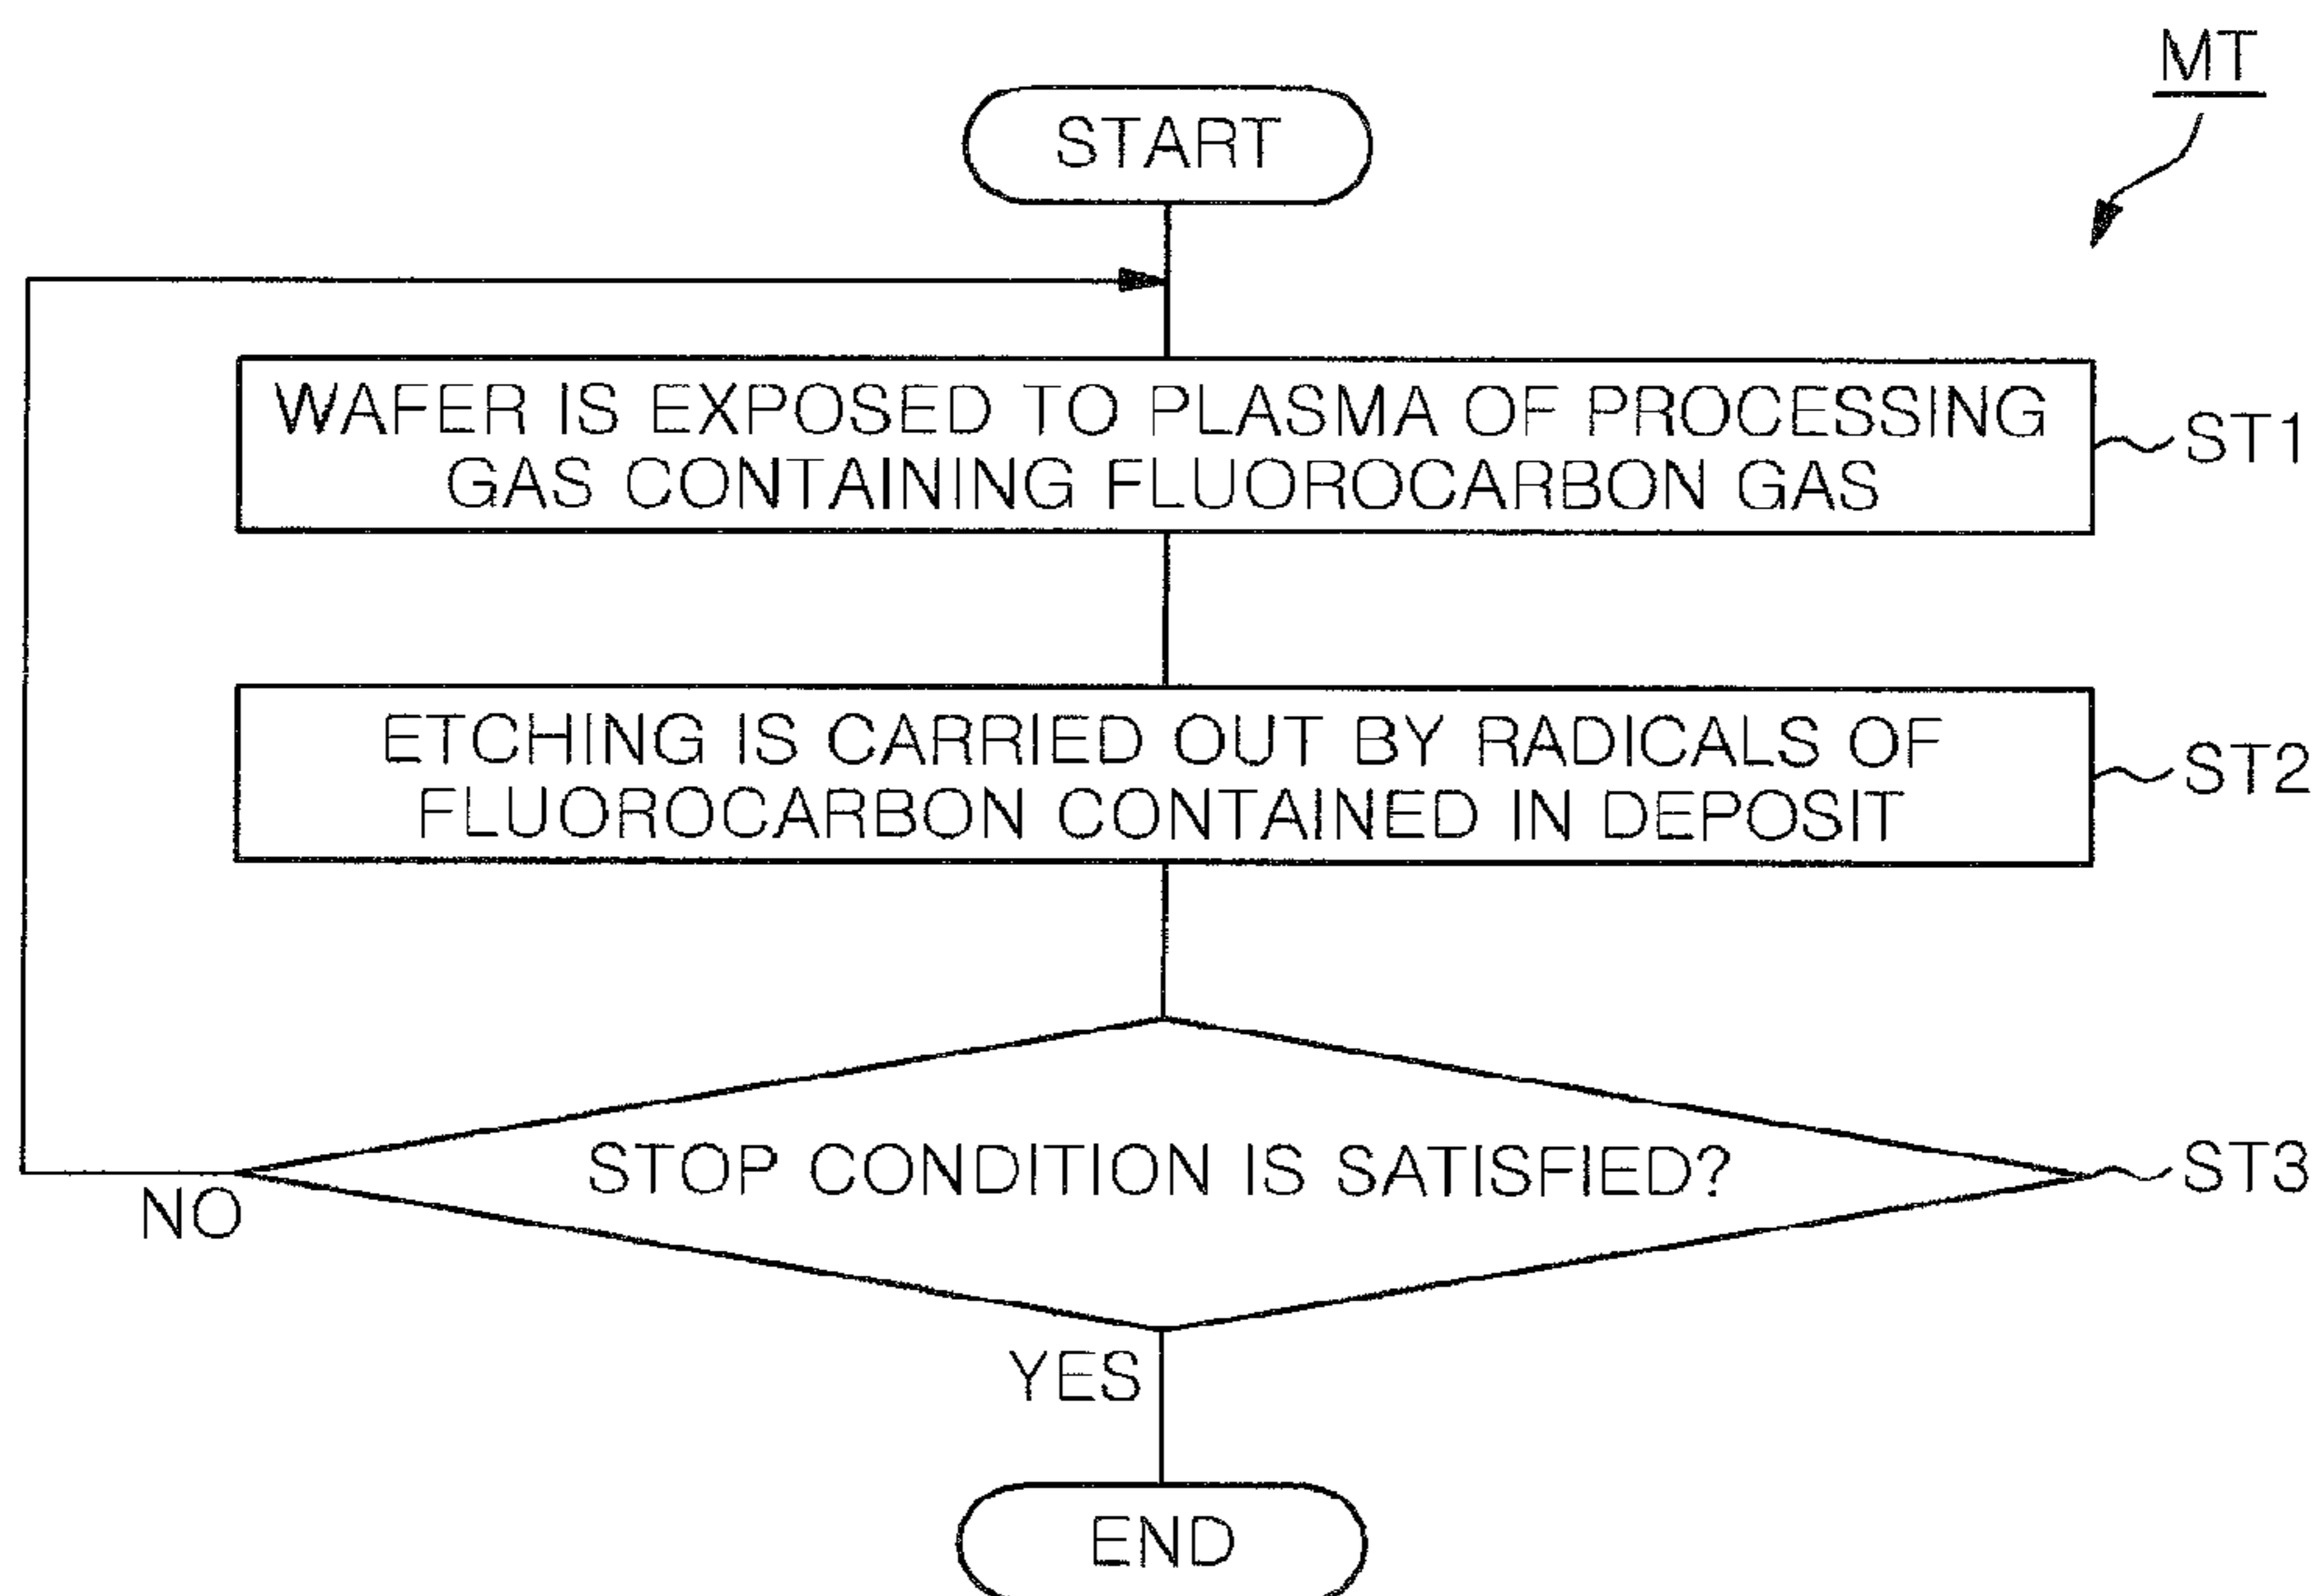 MT
START
WAFER IS EXPOSED TO PLASMA OF PROCESSING
GAS CONTAINING FLUOROCARBON GAS
ST1
ETCHING IS CARRIED OUT BY RADICALS OF
FLUOROCARBON CONTAINED IN DEPOSIT
ST2
STOP CONDITION IS SATISFIED?
ST3
NO
YES
END